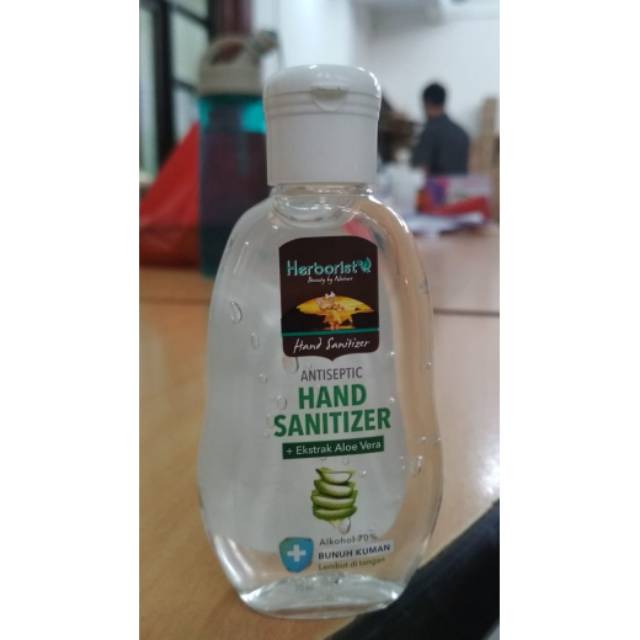 Herborist
Beauty by Nature
Hand Sanitizer
ANTISEPTIC
HAND
SANITIZER
+ Ekstrak Aloe Vera
Alkohol 70%
BUNUH KUMAN
Lembut di tangan